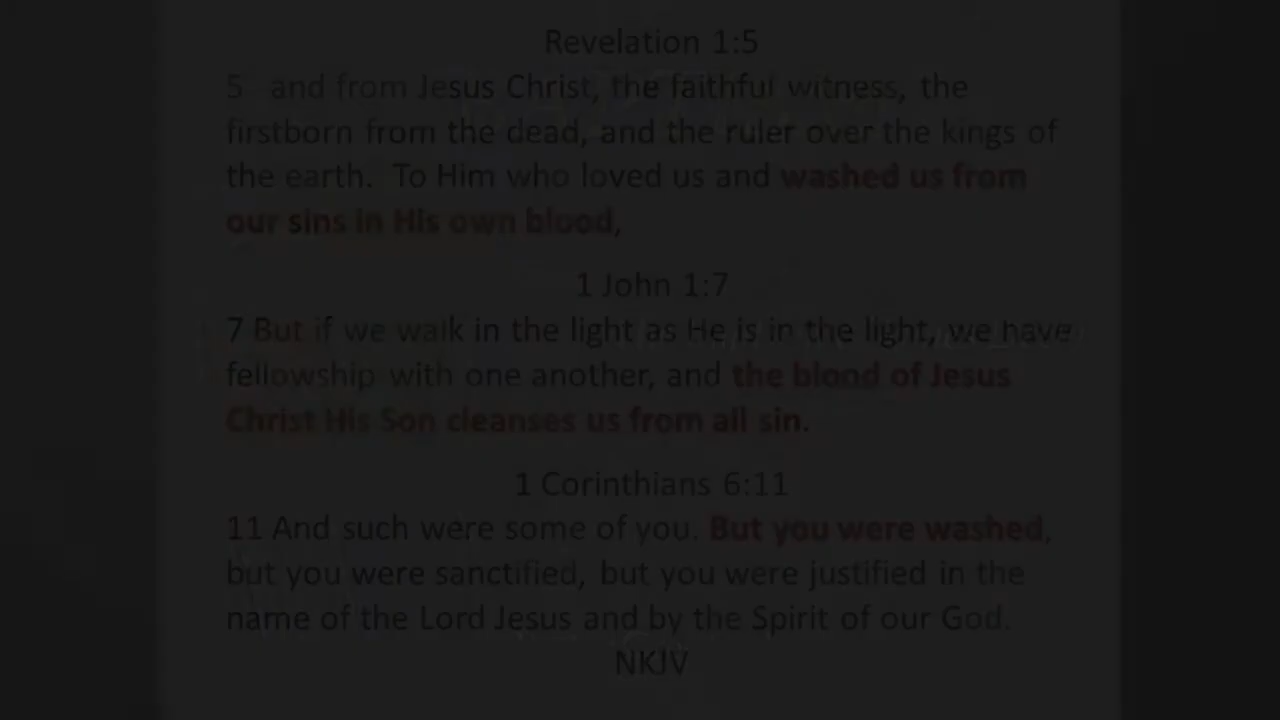 Revelation 1:5
5 and from Jesus Christ, the faithful witness, the
firstborn from the dead, and the ruler over the kings of
the earth. To Him who loved us and washed us from
our sins in His own blood,
1 John 1:7
7 But if we walk in the light as He is in the light, we have
fellowship with one another, and the blood of Jesus
Christ His Son cleanses us from all sin.
1 Corinthians 6:11
11 And such were some of you. But you were washed,
but you were sanctified, but you were justified in the
name of the Lord Jesus and by the Spirit of our God.
NKJV